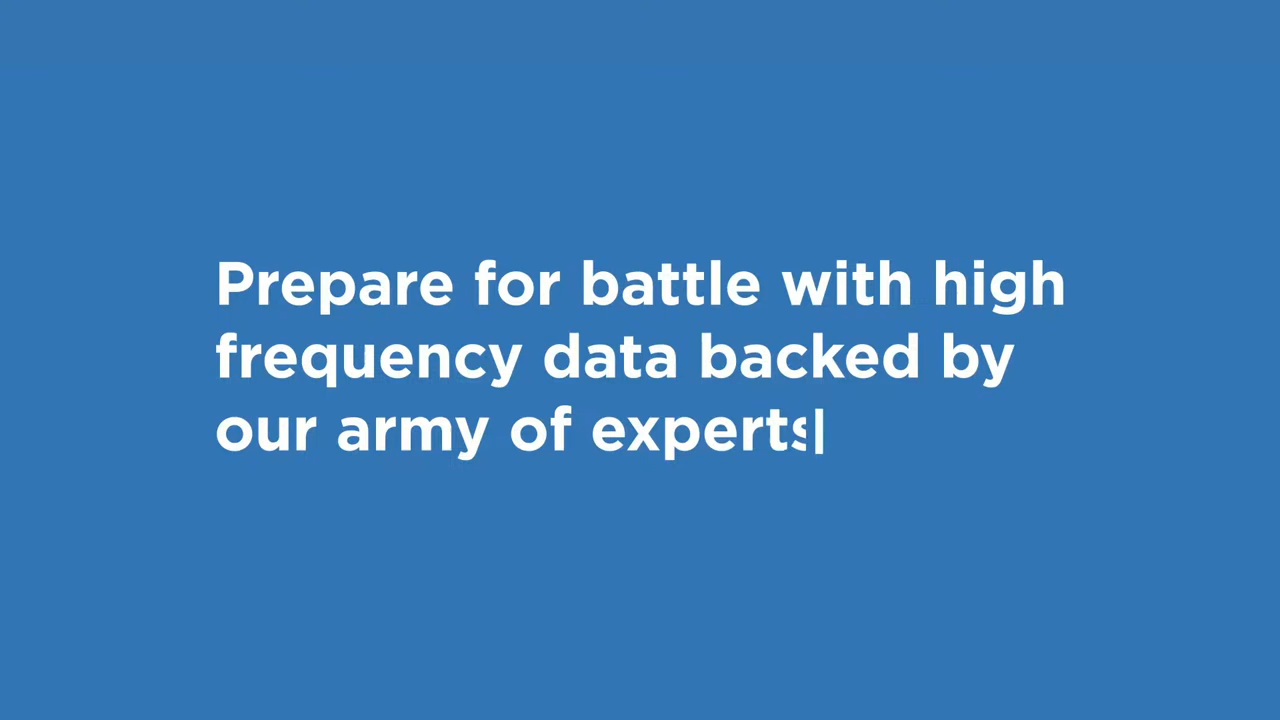 Prepare for battle with high
frequency data backed by
our army of experts